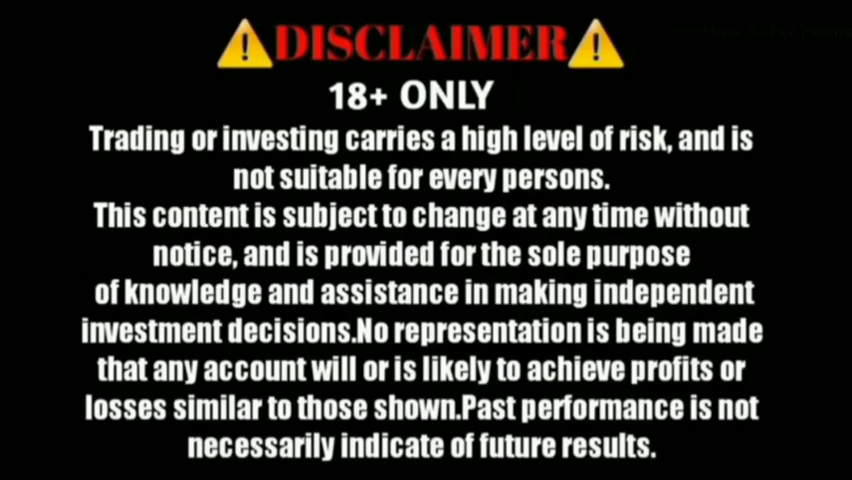 ⚠DISCLAIMER⚠
18+ ONLY
Trading or investing carries a high level of risk, and is
not suitable for every persons.
This content is subject to change at any time without
notice, and is provided for the sole purpose
of knowledge and assistance in making independent
investment decisions.No representation is being made
that any account will or is likely to achieve profits or
losses similar to those shown.Past performance is not
necessarily indicate of future results.